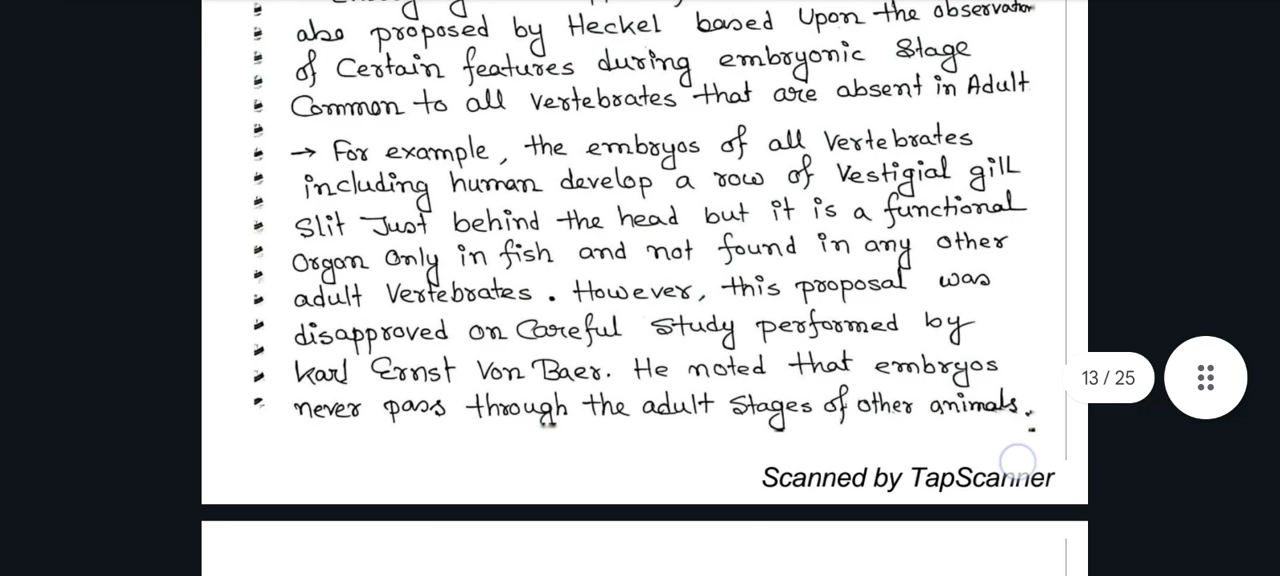 also proposed by Heckel based Upon the observation
of Certain features during embryonic Stage
Common to all vertebrates that are absent in Adult
→ For example, the embryos of all Vertebrates
including human develop a row of Vestigial gill
Slit Just behind the head but it is a functional
Organ Only in fish and not found in any other
adult Vertebrates. However, this proposal was
disapproved on Careful Study performed by
Karl Ernst Von Baer. He noted that embryos
never pass through the adult Stages of other animals.
13 / 25
Scanned by TapScanner